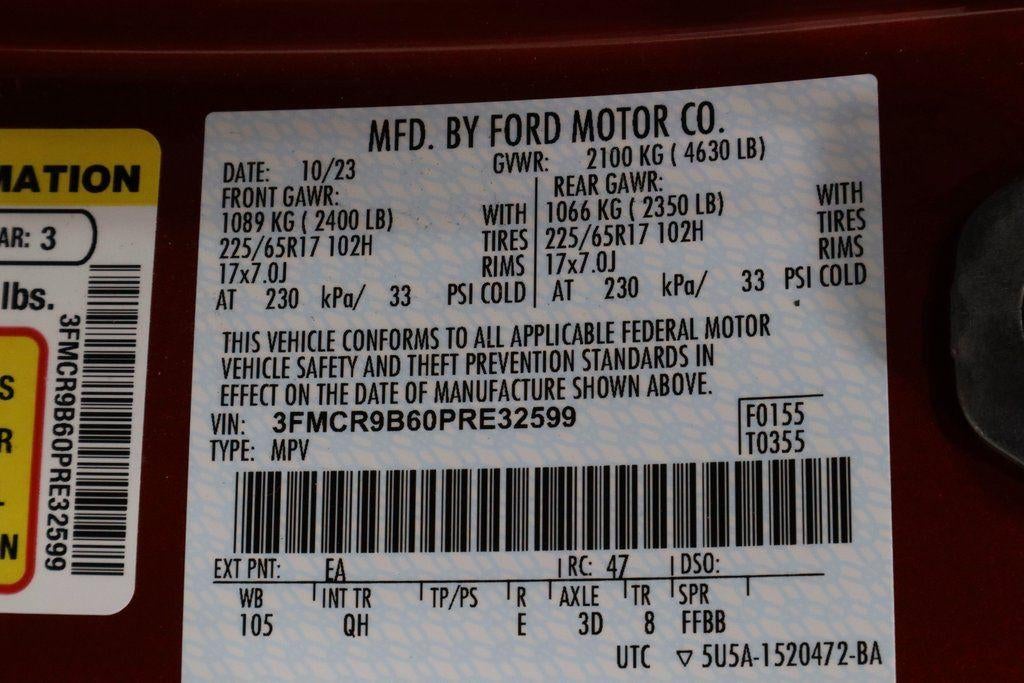 MATION
AR: 3
lbs.
3FMCR9B60PRE32599
S
R
N
MFD. BY FORD MOTOR CO.
DATE: 10/23 GVWR: 2100 KG ( 4630 LB)
FRONT GAWR: REAR GAWR:
1089 KG ( 2400 LB) WITH 1066 KG ( 2350 LB) WITH
225/65R17 102H TIRES 225/65R17 102H TIRES
17x7.0J RIMS 17x7.0J RIMS
AT 230 kPa/ 33 PSI COLD AT 230 kPa/ 33 PSI COLD
THIS VEHICLE CONFORMS TO ALL APPLICABLE FEDERAL MOTOR
VEHICLE SAFETY AND THEFT PREVENTION STANDARDS IN
EFFECT ON THE DATE OF MANUFACTURE SHOWN ABOVE.
VIN: 3FMCR9B60PRE32599 F0155
TYPE: MPV T0355
EXT PNT: EA RC: 47 DSO:
WB INT TR TP/PS R AXLE TR SPR
105 QH E 3D 8 FFBB
UTC ▽ 5U5A-1520472-BA